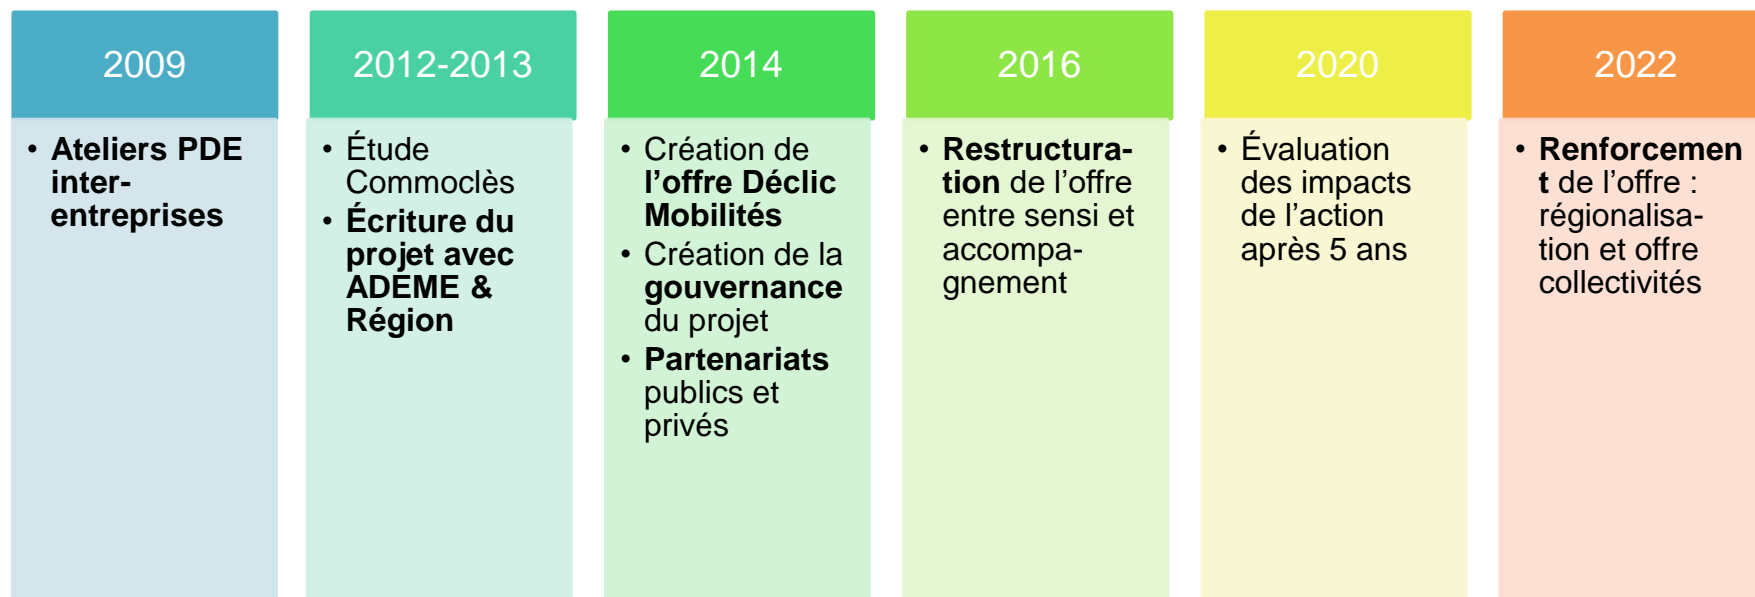 2009
• Ateliers PDE
inter-
entreprises
2012-2013
• Étude
Commoclès
• Écriture du
projet avec
ADEME &
Région
2014
• Création de
l’offre Déclic
Mobilités
• Création de la
gouvernance
du projet
• Partenariats
publics et
privés
2016
• Restructura-
tion de l’offre
entre sensi et
accompa-
gnement
2020
• Évaluation
des impacts
de l’action
après 5 ans
2022
• Renforcemen
t de l’offre :
régionalisa-
tion et offre
collectivités